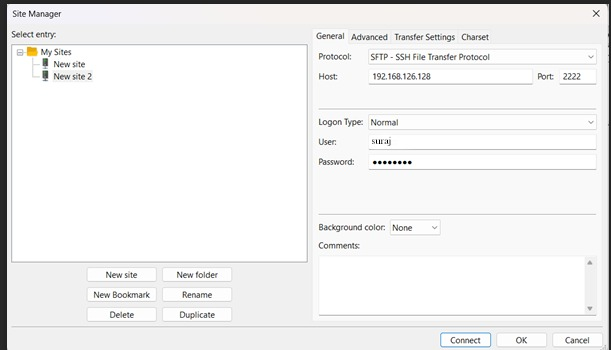 Site Manager
Select entry:
My Sites
New site
New site 2
New site
New folder
New Bookmark
Rename
Delete
Duplicate
General
Advanced
Transfer Settings
Charset
Protocol:
SFTP - SSH File Transfer Protocol
Host:
192.168.126.128
Port:
2222
Logon Type:
Normal
User:
suraj
Password:
●●●●●●●●
Background color:
None
Comments:
Connect
OK
Cancel